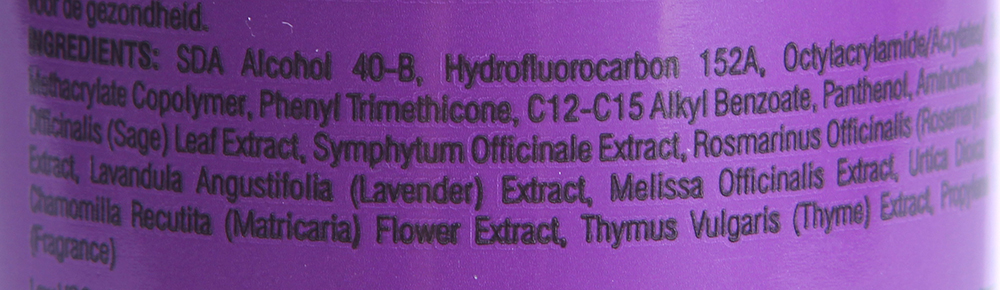 voor de gezondheid.
INGREDIENTS: SDA Alcohol 40-B, Hydrofluorocarbon 152A, Octylacrylamide/Acrylates/
Methacrylate Copolymer, Phenyl Trimethicone, C12-C15 Alkyl Benzoate, Panthenol,
Officinalis (Sage) Leaf Extract, Symphytum Officinale Extract, Rosmarinus Officinalis (Rosemary)
Extract, Lavandula Angustifolia (Lavender) Extract, Melissa Officinalis Extract, Urtica Dioica
Chamomilla Recutita (Matricaria) Flower Extract, Thymus Vulgaris (Thyme) Extract,
(Fragrance)